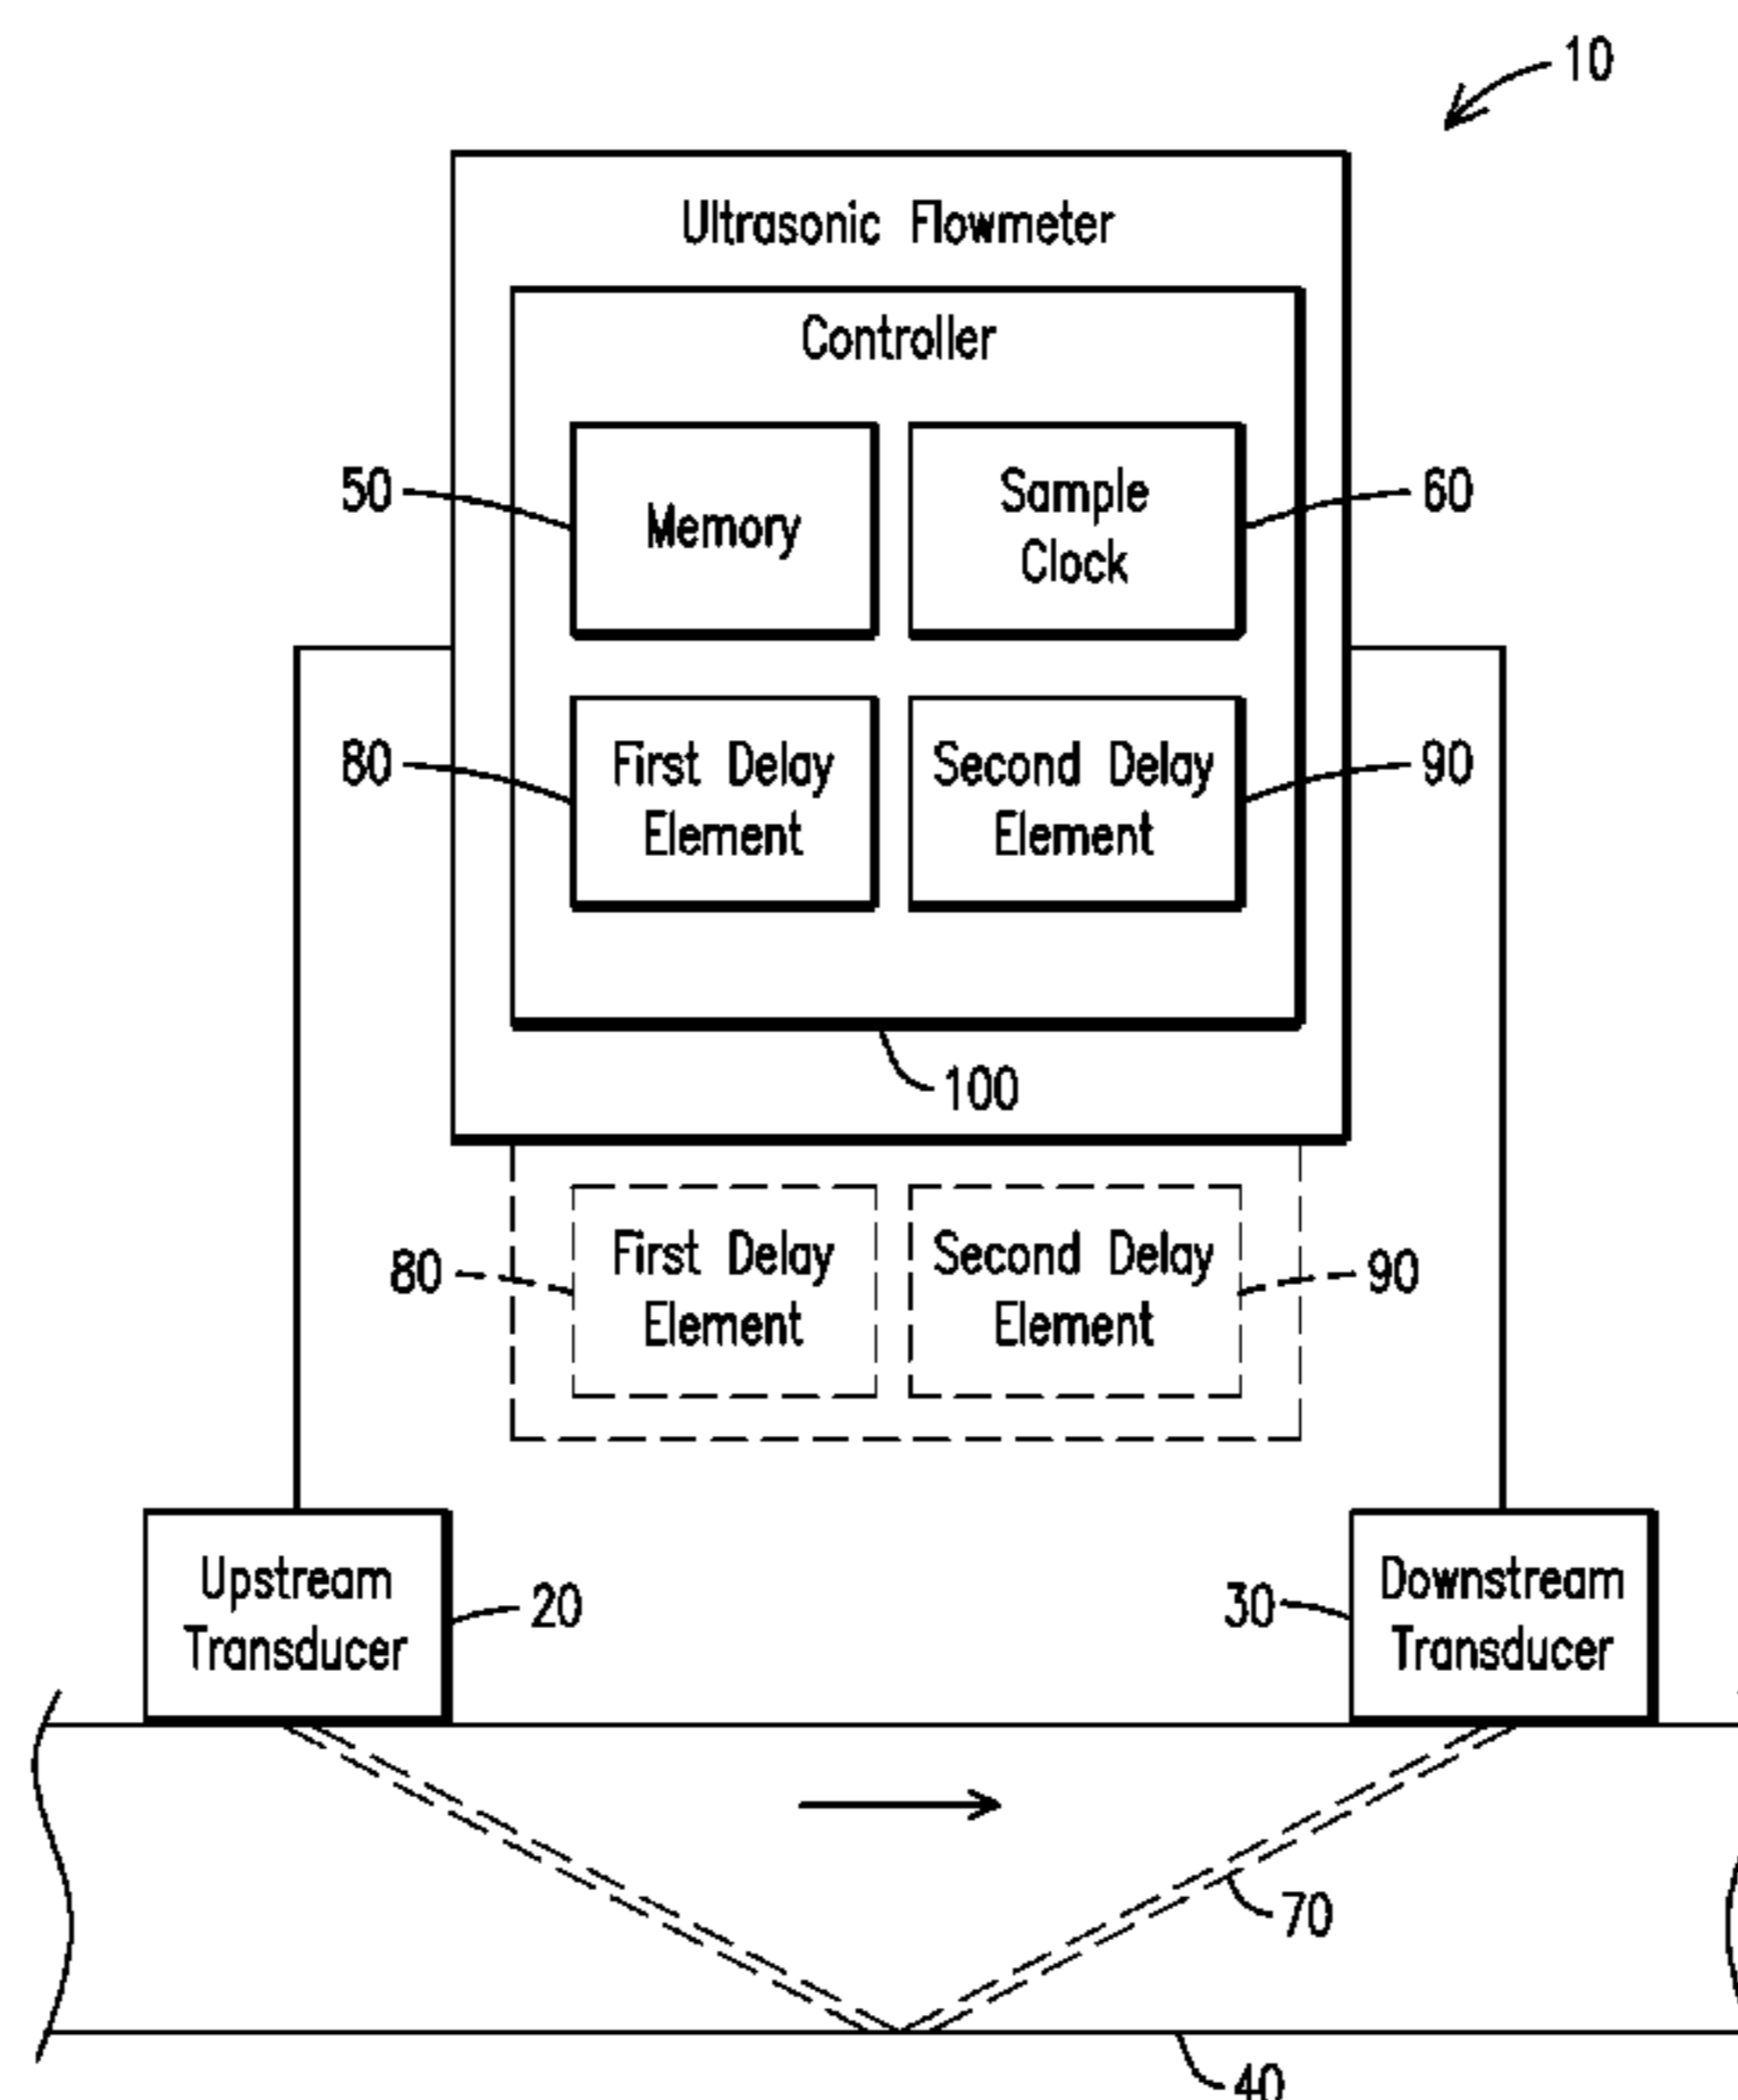 10
Ultrasonic Flowmeter
Controller
50
Memory
Sample
Clock
60
80
First Delay
Element
Second Delay
Element
90
100
80
First Delay
Element
Second Delay
Element
90
Upstream
Transducer
20
30
Downstream
Transducer
70
40